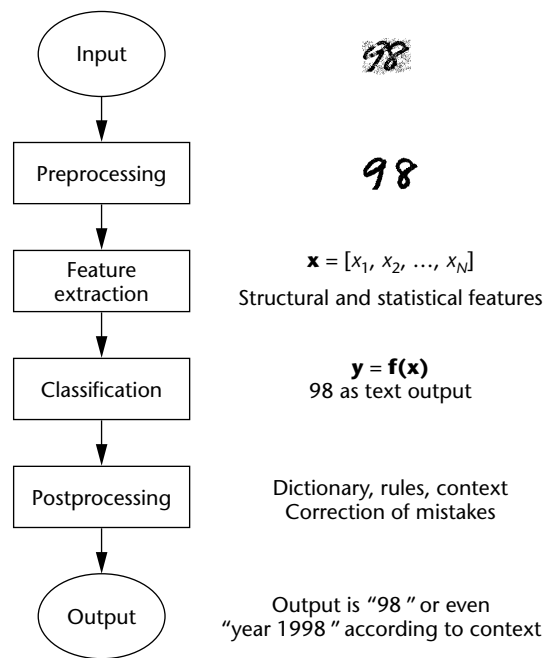 Input
98
Preprocessing
98
Feature
extraction
x = [x1, x2, …, xN]
Structural and statistical features
Classification
y = f(x)
98 as text output
Postprocessing
Dictionary, rules, context
Correction of mistakes
Output
Output is “98 ” or even
“year 1998 ” according to context